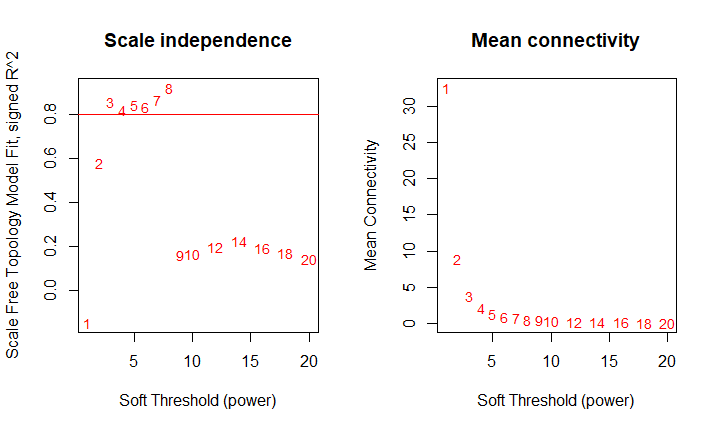 Scale independence
Scale Free Topology Model Fit, signed R^2
0.0 0.2 0.4 0.6 0.8
1 2 3 4 5 6 7 8 9 10 12 14 16 18 20
5 10 15 20
Soft Threshold (power)
Mean connectivity
Mean Connectivity
0 5 10 15 20 25 30
1 2 3 4 5 6 7 8 9 10 12 14 16 18 20
5 10 15 20
Soft Threshold (power)